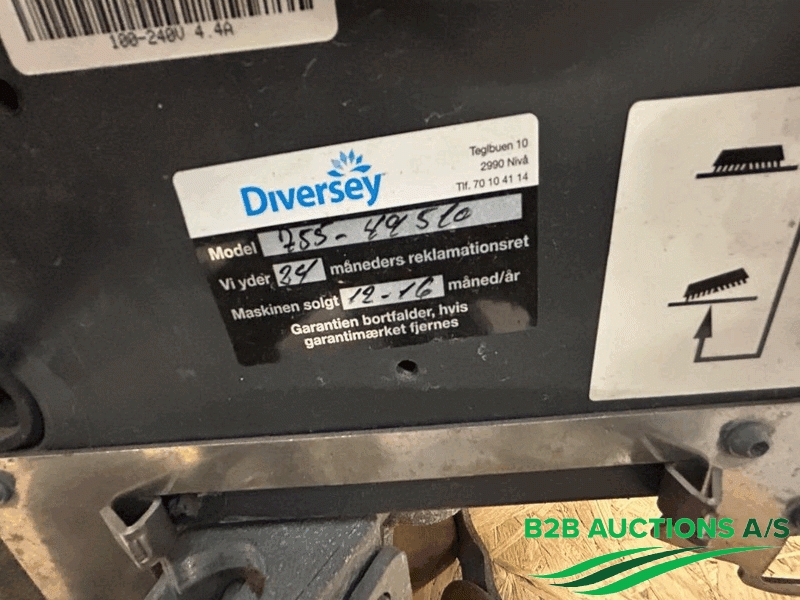 100-240V 4.4A
Diversey
Teglbuen 10
2990 Nivå
Tlf. 70 10 41 14
Model 755-
Vi yder 24 måneders reklamationsret
Maskinen solgt 12-16 måned/år
Garantien bortfalder, hvis
garantimærket fjernes
B2B AUCTIONS A/S